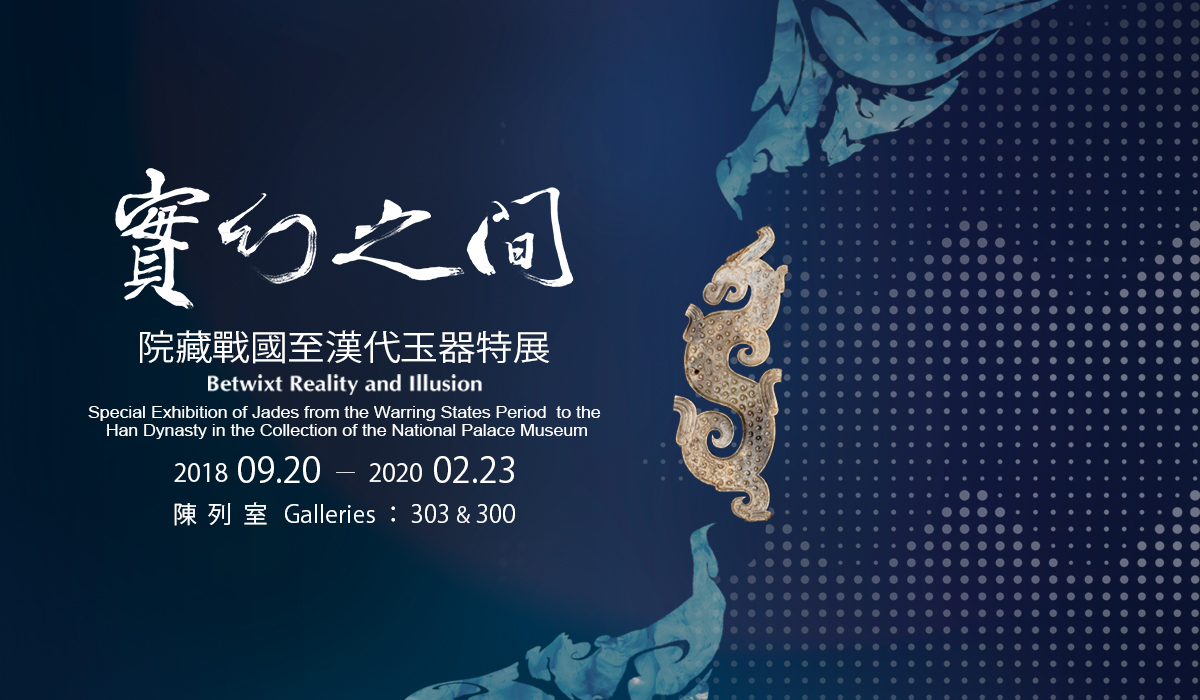 實幻之间
院藏戰國至漢代玉器特展
Betwixt Reality and Illusion
Special Exhibition of Jades from the Warring States Period to the
Han Dynasty in the Collection of the National Palace Museum
2018 09.20 — 2020 02.23
陳列室 Galleries：303 & 300